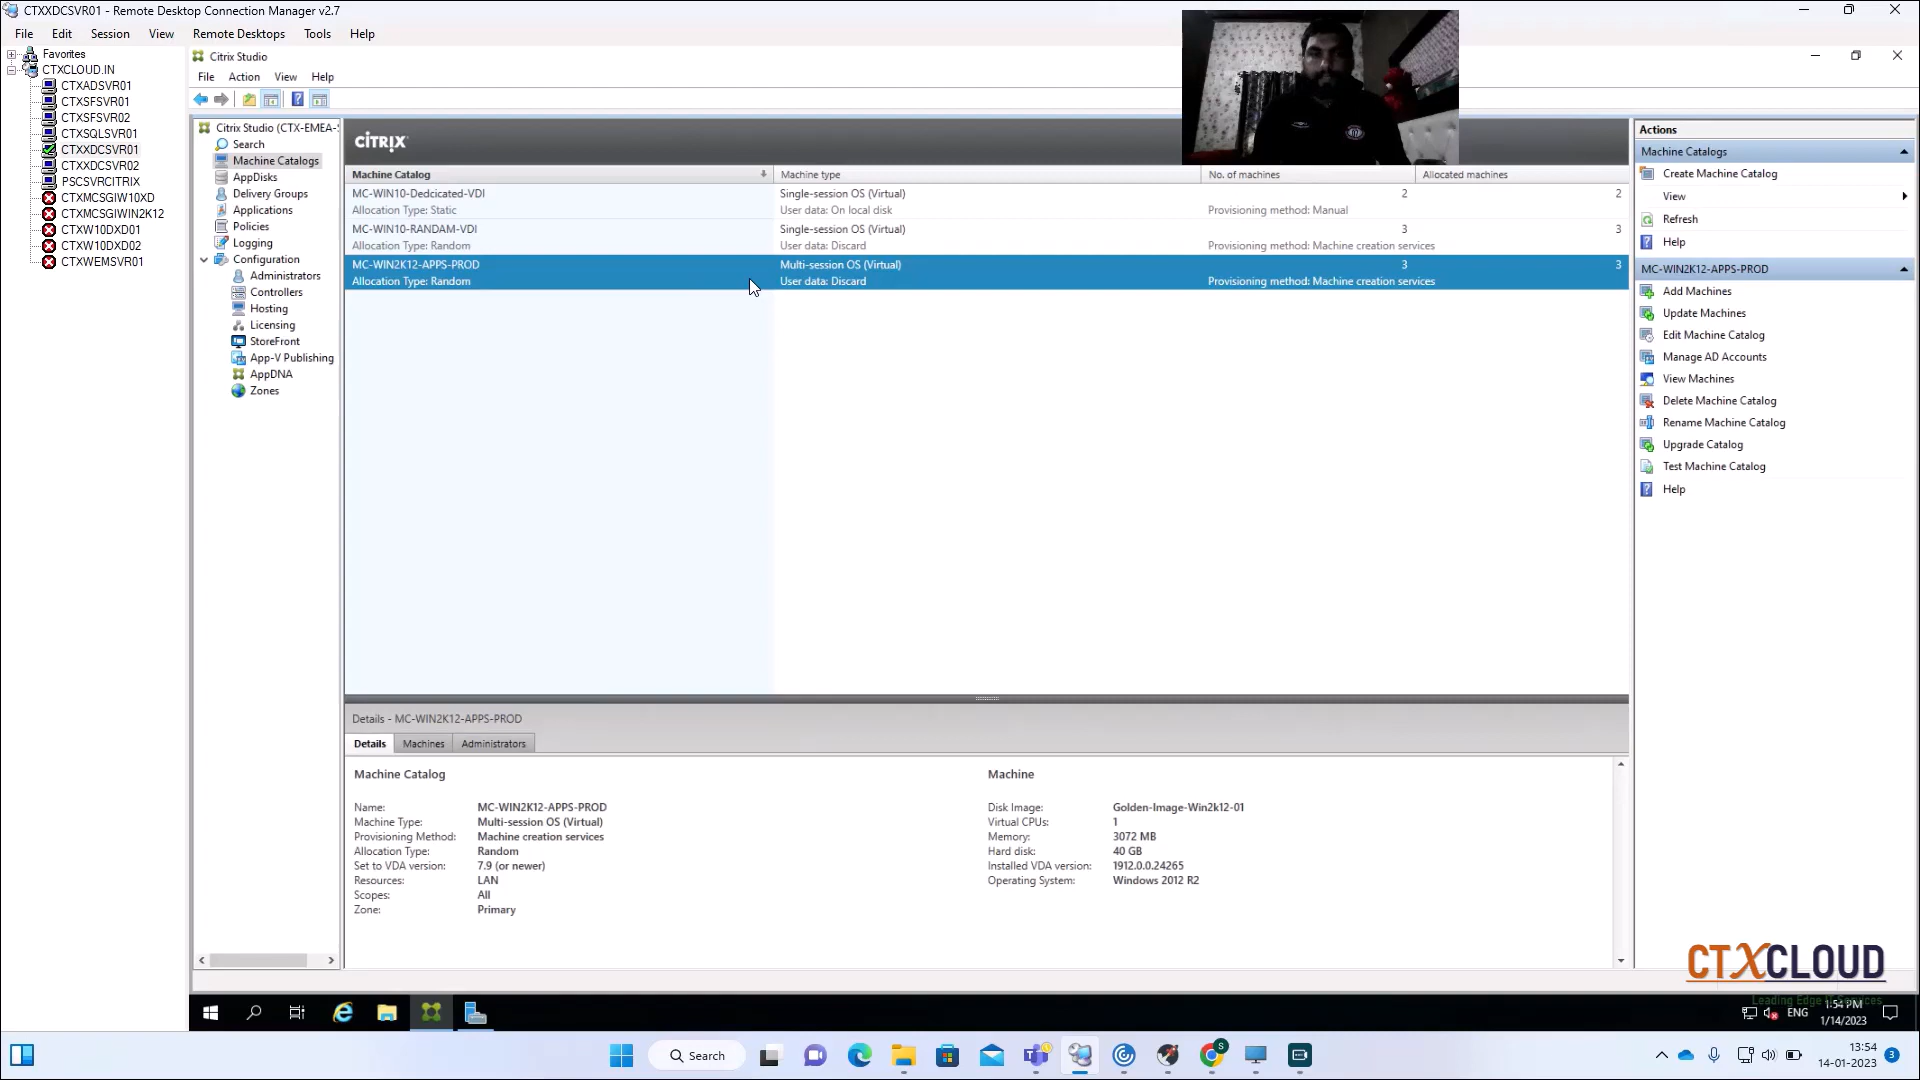 CTXXDCSVR01 - Remote Desktop Connection Manager v2.7
File Edit Session View Remote Desktops Tools Help
Favorites
CTXCLOUD.IN
CTXADSVR01
CTXSFSVR01
CTXSFSVR02
CTXSQLSVR01
CTXXDCSVR01
CTXXDCSVR02
PSCSVRCITRIX
CTXMCSGIW10XD
CTXMCSGIWIN2K12
CTXW10DXD01
CTXW10DXD02
CTXWEMSVR01
Citrix Studio
File Action View Help
Citrix Studio (CTX-EMEA-
Search
Machine Catalogs
AppDisks
Delivery Groups
Applications
Policies
Logging
Configuration
Administrators
Controllers
Hosting
Licensing
StoreFront
App-V Publishing
AppDNA
Zones
CITRIX
Machine Catalog Machine type No. of machines Allocated machines
MC-WIN10-Dedcicated-VDI Single-session OS (Virtual) 2 2
Allocation Type: Static User data: On local disk Provisioning method: Manual
MC-WIN10-RANDAM-VDI Single-session OS (Virtual) 3 3
Allocation Type: Random User data: Discard Provisioning method: Machine creation services
MC-WIN2K12-APPS-PROD Multi-session OS (Virtual) 3 3
Allocation Type: Random User data: Discard Provisioning method: Machine creation services
Details - MC-WIN2K12-APPS-PROD
Details Machines Administrators
Machine Catalog
Name: MC-WIN2K12-APPS-PROD
Machine Type: Multi-session OS (Virtual)
Provisioning Method: Machine creation services
Allocation Type: Random
Set to VDA version: 7.9 (or newer)
Resources: LAN
Scopes: All
Zone: Primary
Machine
Disk Image: Golden-Image-Win2k12-01
Virtual CPUs: 1
Memory: 3072 MB
Hard disk: 40 GB
Installed VDA version: 1912.0.0.24265
Operating System: Windows 2012 R2
Actions
Machine Catalogs
Create Machine Catalog
View
Refresh
Help
MC-WIN2K12-APPS-PROD
Add Machines
Update Machines
Edit Machine Catalog
Manage AD Accounts
View Machines
Delete Machine Catalog
Rename Machine Catalog
Upgrade Catalog
Test Machine Catalog
Help
CTXCLOUD
Leading Edge IT Services
ENG 1:54 PM
1/14/2023
Search
S
13:54
14-01-2023 3